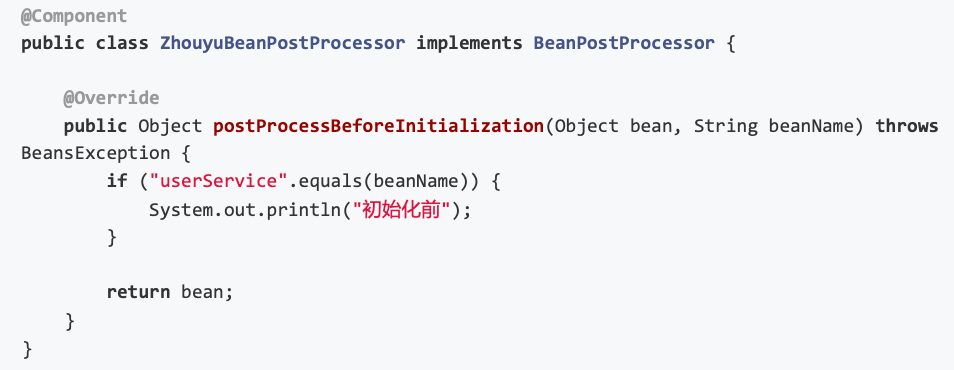 @Component
public class ZhouyuBeanPostProcessor implements BeanPostProcessor {

    @Override
    public Object postProcessBeforeInitialization(Object bean, String beanName) throws
BeansException {
        if ("userService".equals(beanName)) {
            System.out.println("初始化前");
        }

        return bean;
    }
}